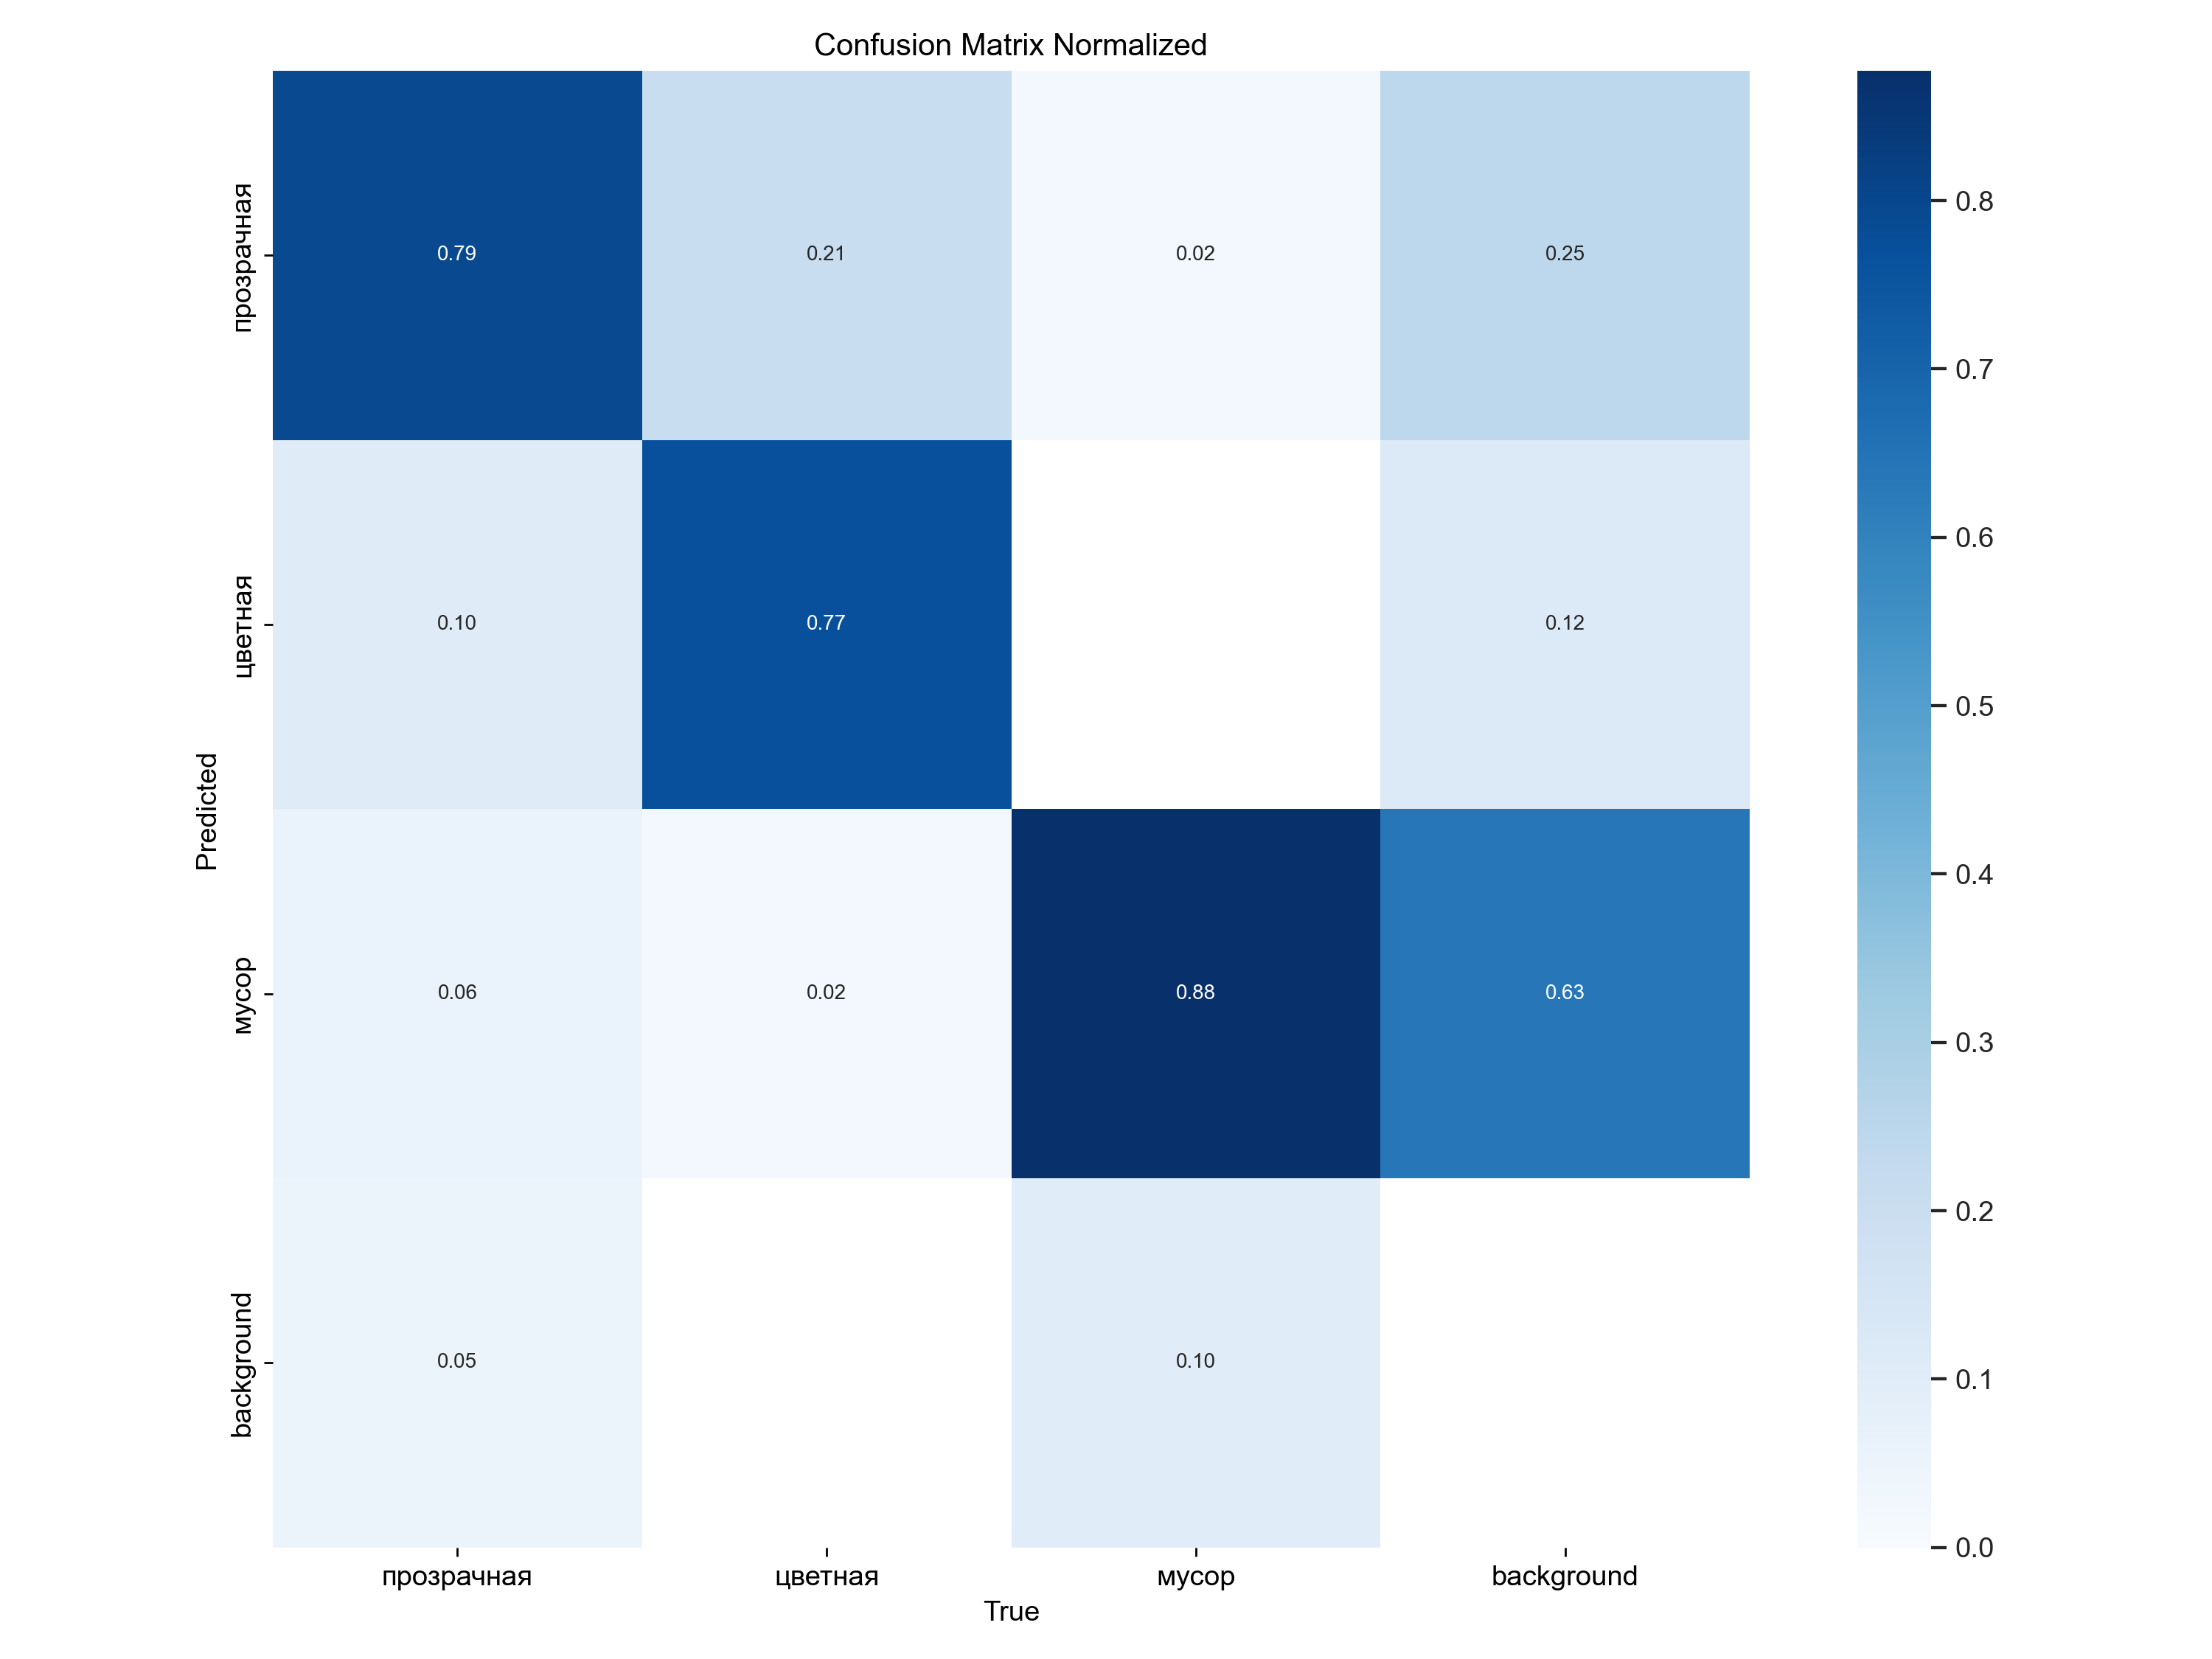 Confusion Matrix Normalized
прозрачная
0.79
0.21
0.02
0.25
цветная
0.10
0.77
0.12
мусор
0.06
0.02
0.88
0.63
background
0.05
0.10
Predicted
прозрачная
цветная
мусор
background
True
0.8
0.7
0.6
0.5
0.4
0.3
0.2
0.1
0.0